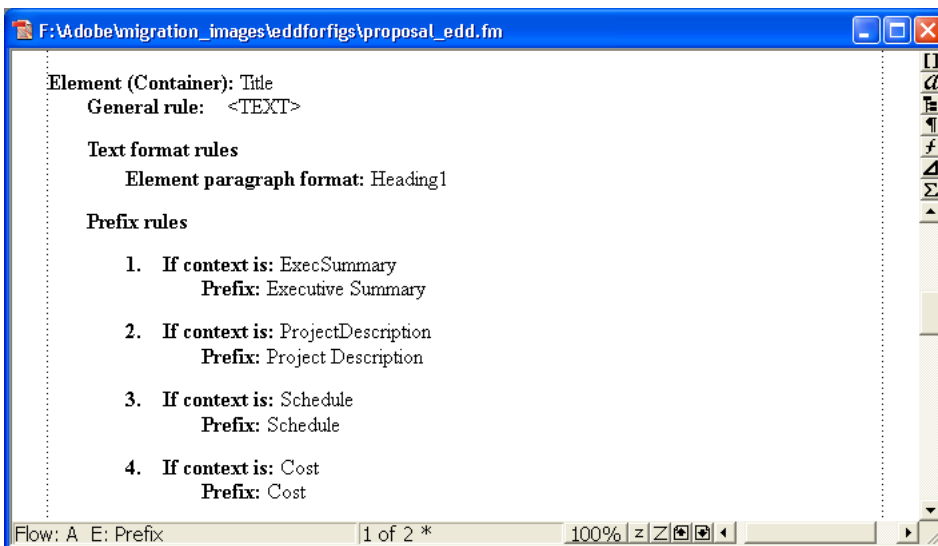 F:\Adobe\migration_images\eddforfigs\proposal_edd.fm
Element (Container): Title
General rule: <TEXT>
Text format rules
Element paragraph format: Heading1
Prefix rules
1. If context is: ExecSummary
Prefix: Executive Summary
2. If context is: ProjectDescription
Prefix: Project Description
3. If context is: Schedule
Prefix: Schedule
4. If context is: Cost
Prefix: Cost
Flow: A E: Prefix 1 of 2 * 100% z Z